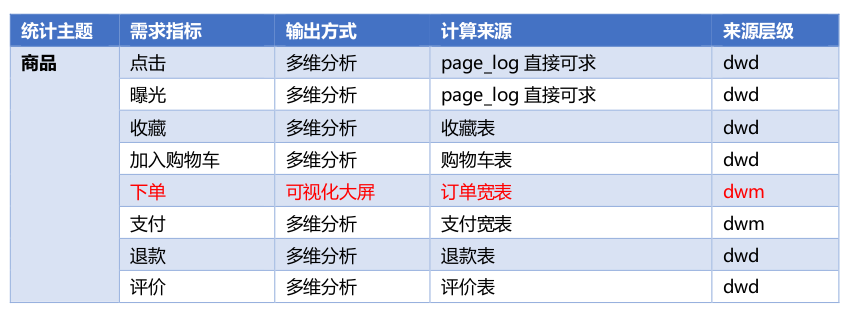 统计主题 需求指标 输出方式 计算来源 来源层级
商品 点击 多维分析 page_log 直接可求 dwd
曝光 多维分析 page_log 直接可求 dwd
收藏 多维分析 收藏表 dwd
加入购物车 多维分析 购物车表 dwd
下单 可视化大屏 订单宽表 dwm
支付 多维分析 支付宽表 dwm
退款 多维分析 退款表 dwd
评价 多维分析 评价表 dwd